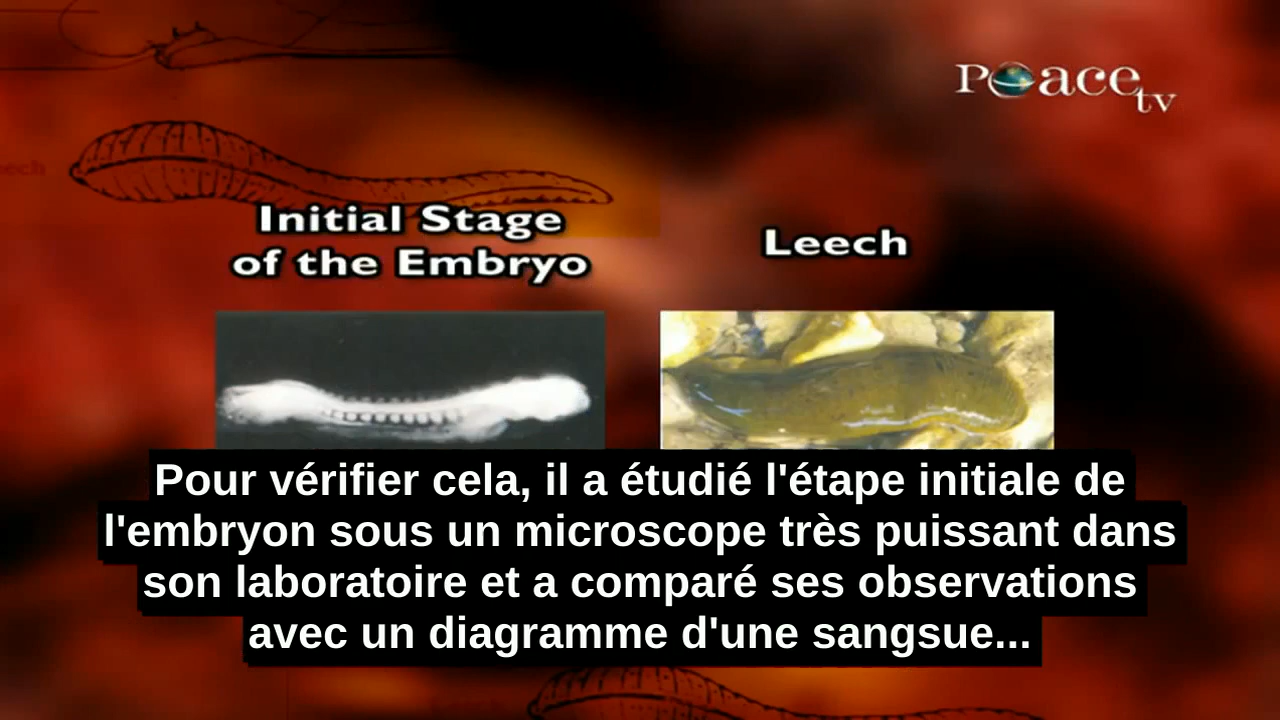 Peace
tv
eech
Initial Stage
of the Embryo
Leech
Pour vérifier cela, il a étudié l'étape initiale de
l'embryon sous un microscope très puissant dans
son laboratoire et a comparé ses observations
avec un diagramme d'une sangsue...